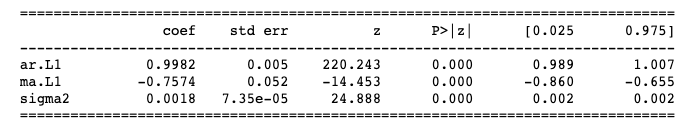 ==============================================================================
                 coef    std err          z      P>|z|      [0.025      0.975]
------------------------------------------------------------------------------
ar.L1          0.9982      0.005    220.243      0.000       0.989       1.007
ma.L1         -0.7574      0.052    -14.453      0.000      -0.860      -0.655
sigma2         0.0018   7.35e-05     24.888      0.000       0.002       0.002
==============================================================================